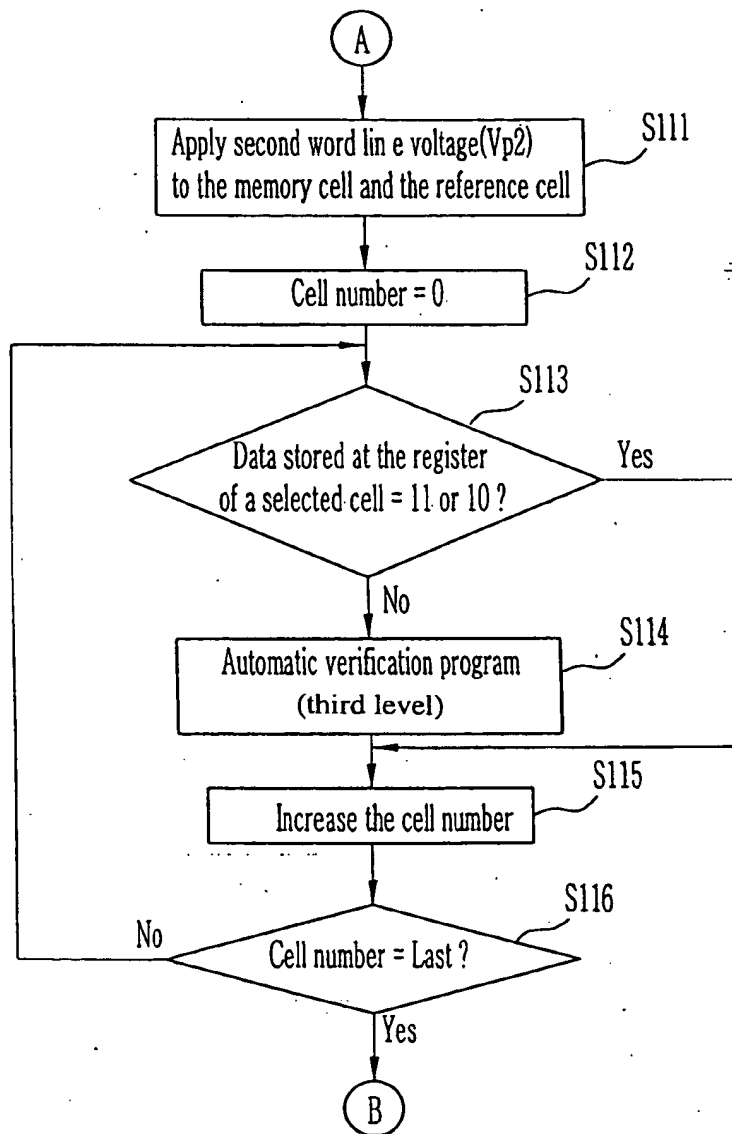 A
Apply second word lin e voltage(Vp2)
to the memory cell and the reference cell
S111
S112
Cell number = 0
S113
Data stored at the register
of a selected cell = 11 or 10 ?
Yes
No
S114
Automatic verification program
(third level)
S115
Increase the cell number
S116
No
Cell number = Last ?
Yes
B